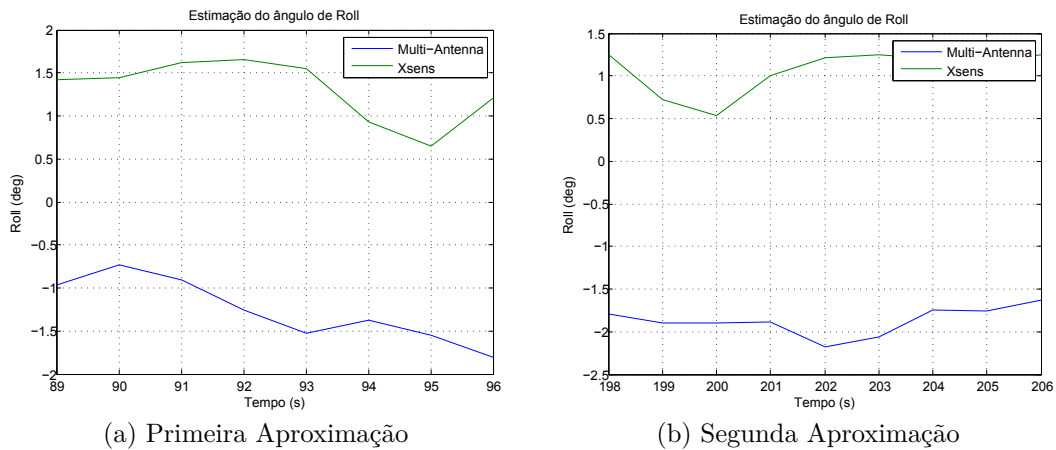 Estimação do ângulo de Roll
2
1.5
1
0.5
0
−0.5
−1
−1.5
−2
Roll (deg)
Multi−Antenna
Xsens
89 90 91 92 93 94 95 96
Tempo (s)
(a) Primeira Aproximação
Estimação do ângulo de Roll
1.5
1
0.5
0
−0.5
−1
−1.5
−2
−2.5
Roll (deg)
Multi−Antenna
Xsens
198 199 200 201 202 203 204 205 206
Tempo (s)
(b) Segunda Aproximação